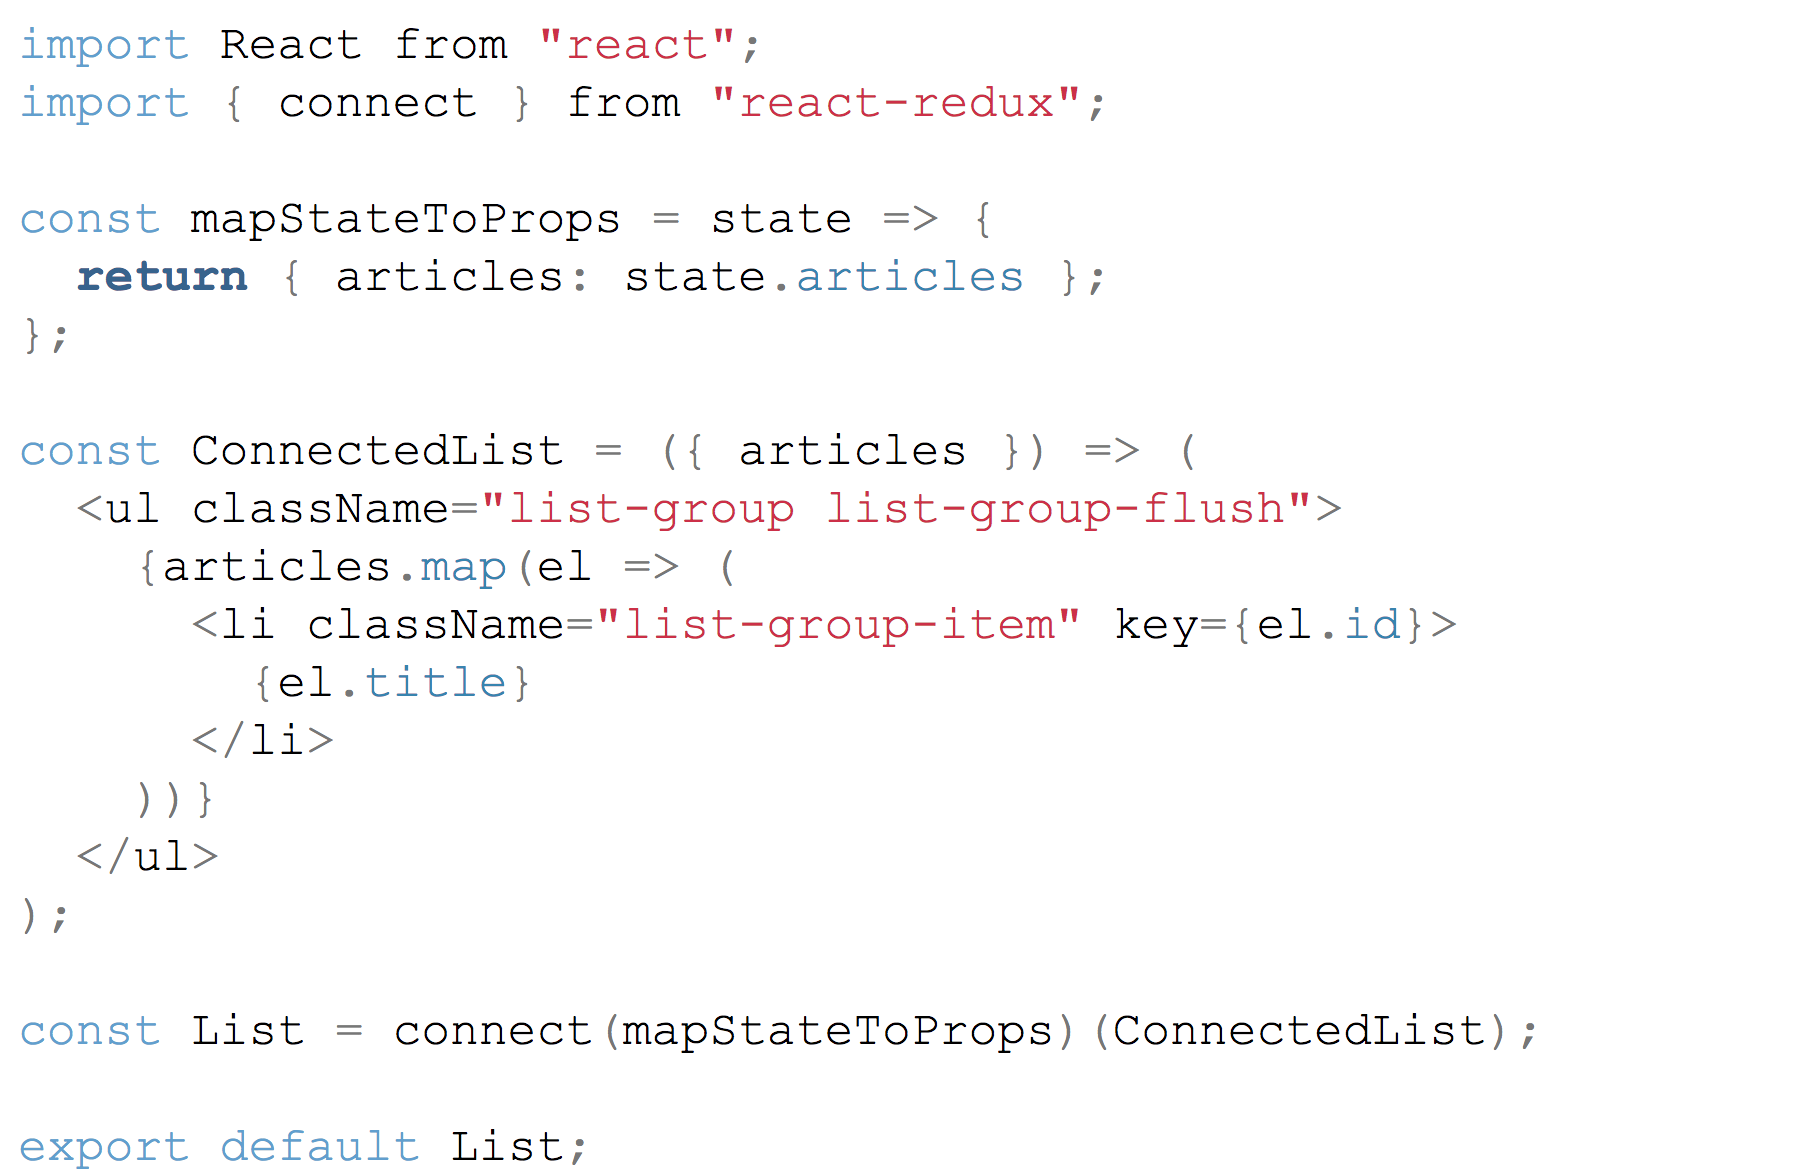 import React from "react";
import { connect } from "react-redux";

const mapStateToProps = state => {
  return { articles: state.articles };
};

const ConnectedList = ({ articles }) => (
  <ul className="list-group list-group-flush">
    {articles.map(el => (
      <li className="list-group-item" key={el.id}>
        {el.title}
      </li>
    ))}
  </ul>
);

const List = connect(mapStateToProps)(ConnectedList);

export default List;